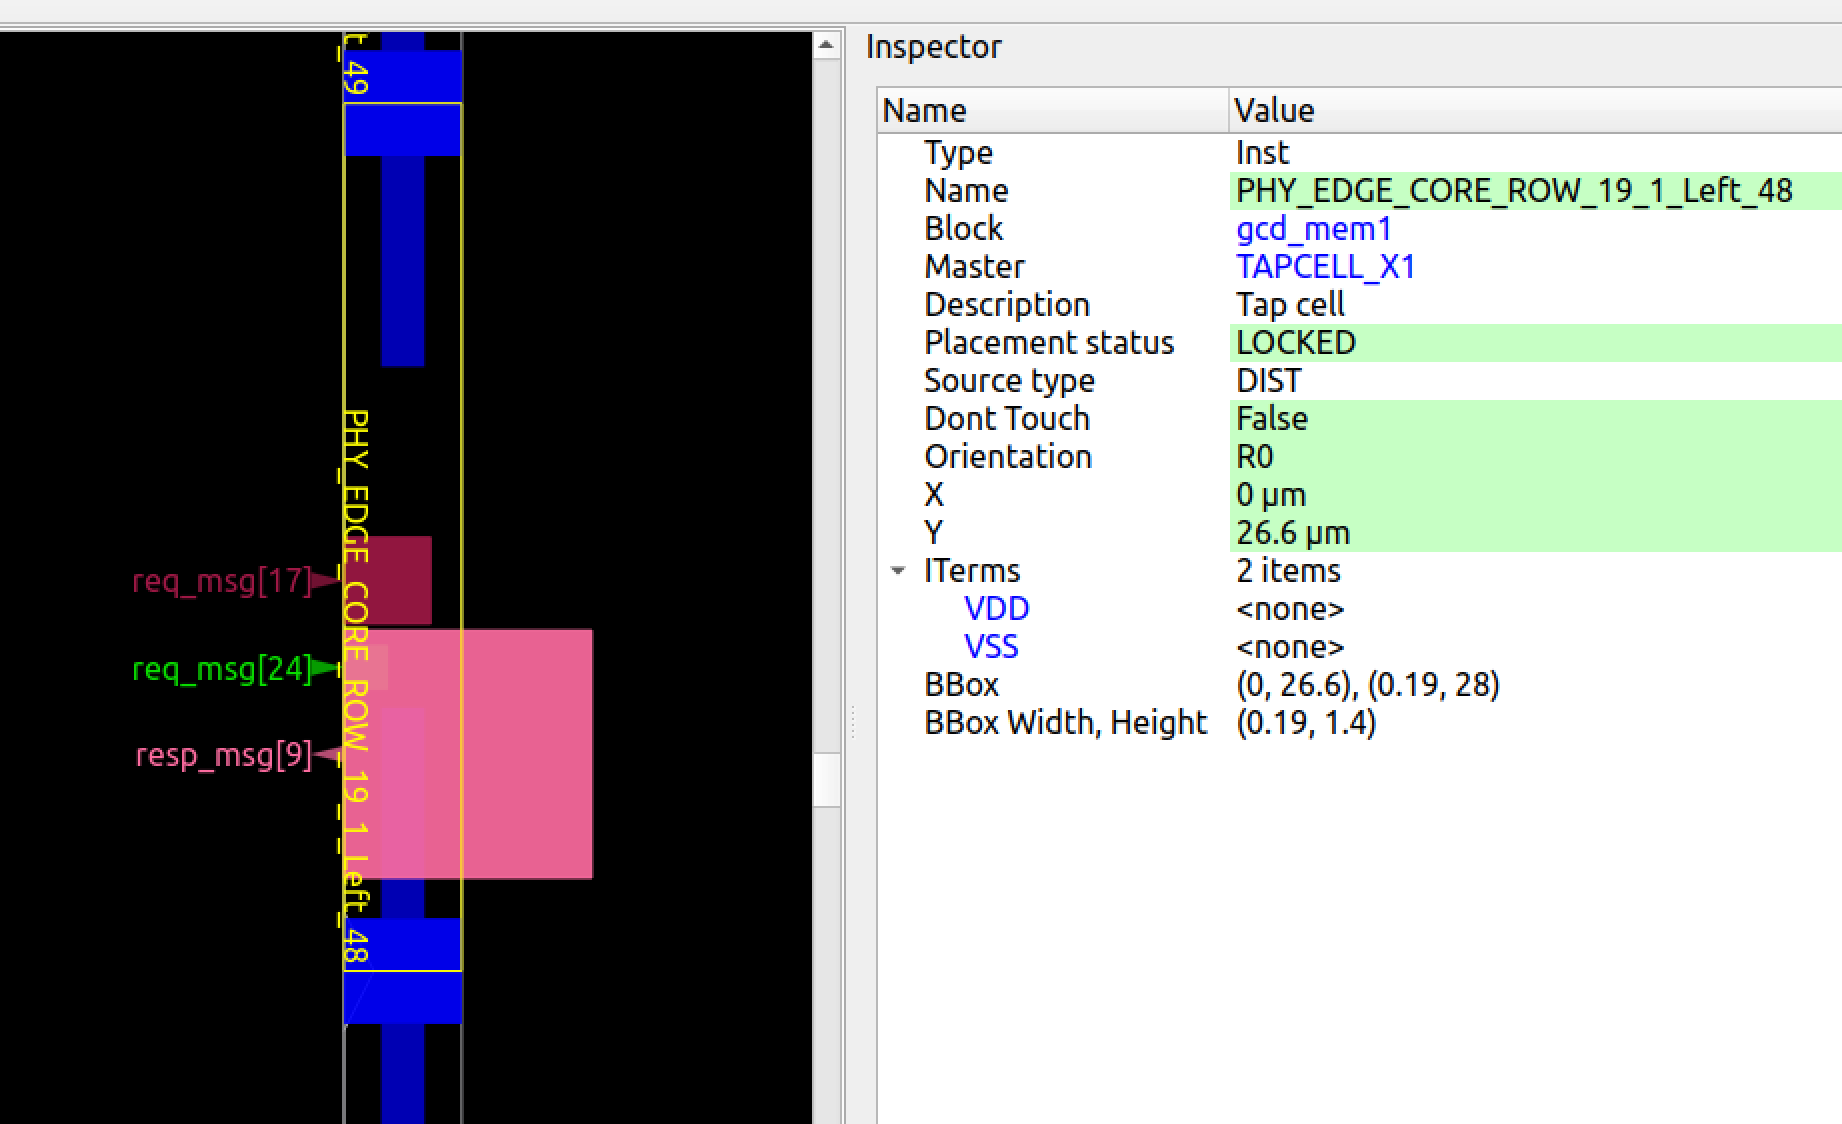 t_49
PHY_EDGE_CORE_ROW_19_1_Left_48
req_msg[17]
req_msg[24]
resp_msg[9]
Inspector
Name Value
Type Inst
Name PHY_EDGE_CORE_ROW_19_1_Left_48
Block gcd_mem1
Master TAPCELL_X1
Description Tap cell
Placement status LOCKED
Source type DIST
Dont Touch False
Orientation R0
X 0 μm
Y 26.6 μm
ITerms 2 items
VDD <none>
VSS <none>
BBox (0, 26.6), (0.19, 28)
BBox Width, Height (0.19, 1.4)